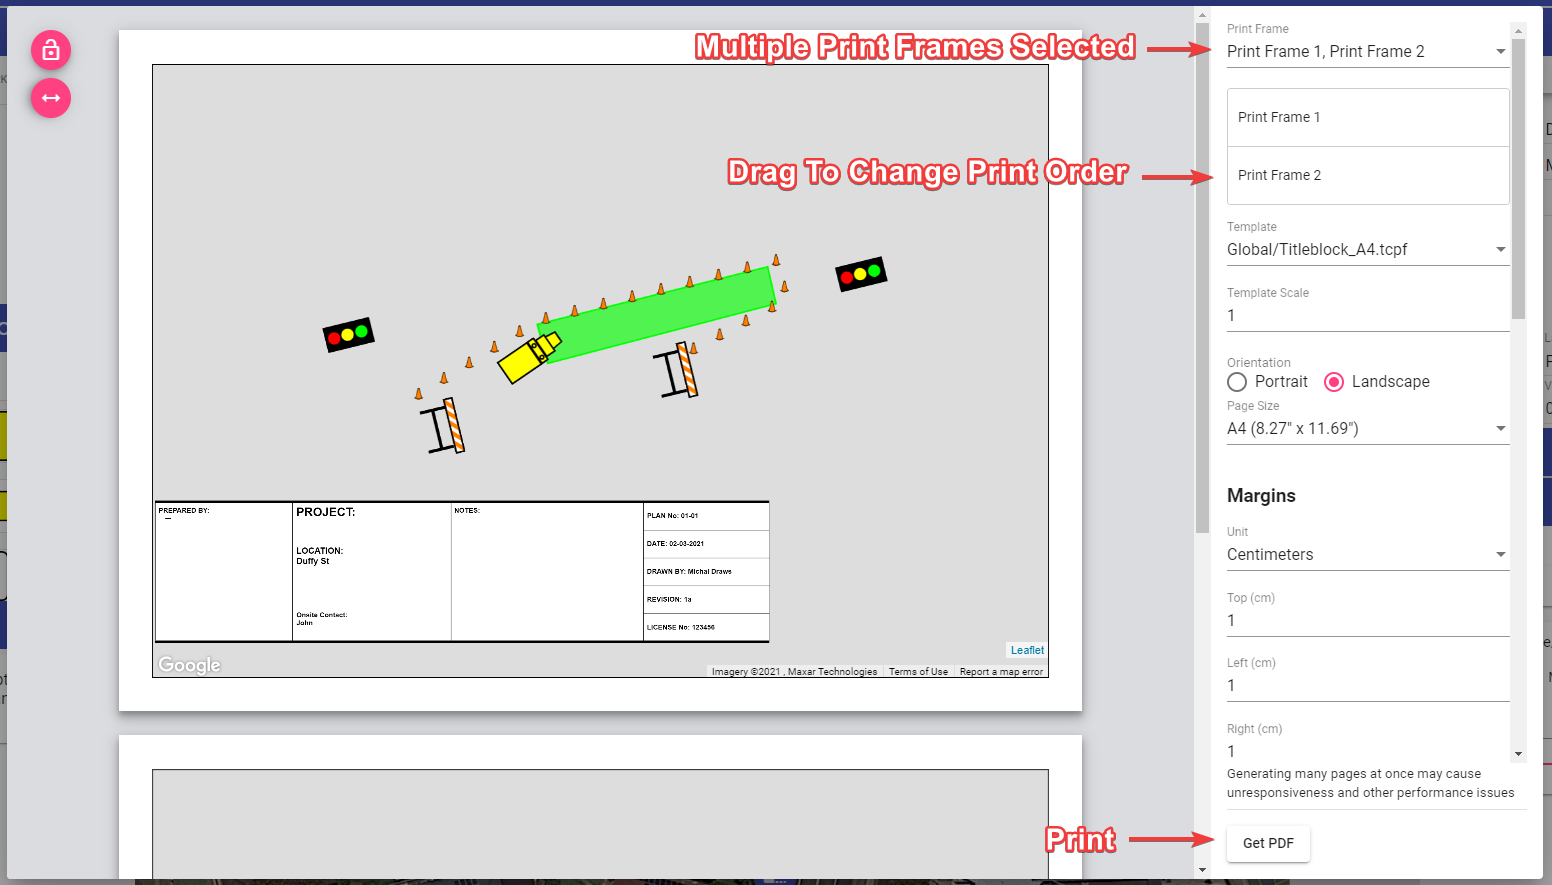 Multiple Print Frames Selected
Print Frame
Print Frame 1, Print Frame 2
Print Frame 1
Drag To Change Print Order
Print Frame 2
Template
Global/Titleblock_A4.tcpf
Template Scale
1
Orientation
Portrait
Landscape
Page Size
A4 (8.27" x 11.69")
Margins
Unit
Centimeters
Top (cm)
1
Left (cm)
1
Right (cm)
1
Generating many pages at once may cause
unresponsiveness and other performance issues
Print
Get PDF
PREPARED BY:
PROJECT:
LOCATION:
Duffy St
Onsite Contact:
John
NOTES:
PLAN No: 01-01
DATE: 02-03-2021
DRAWN BY: Michal Draws
REVISION: 1a
LICENSE No: 123456
Leaflet
Google
Imagery ©2021 , Maxar Technologies
Terms of Use
Report a map error